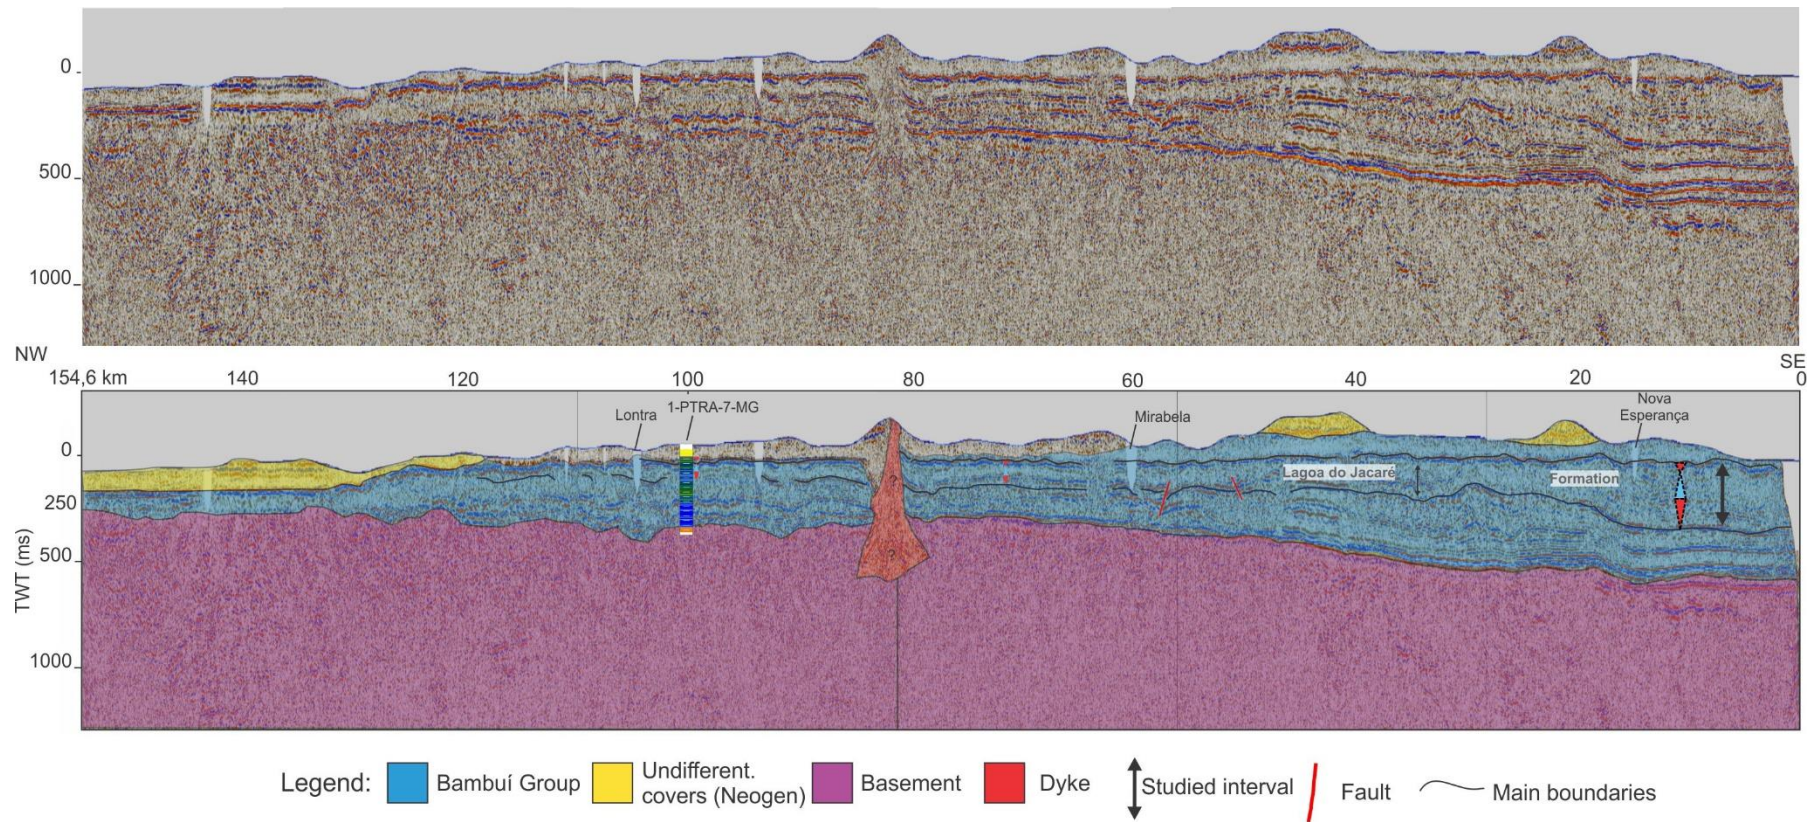 0
500
1000
NW
SE
154,6 km
140
120
100
80
60
40
20
0
Lontra
1-PTRA-7-MG
Mirabela
Nova
Esperança
0
250
500
1000
TWT (ms)
Lagoa do Jacaré
Formation
?
?
Legend:
Bambuí Group
Undifferent.
covers (Neogen)
Basement
Dyke
Studied interval
Fault
Main boundaries